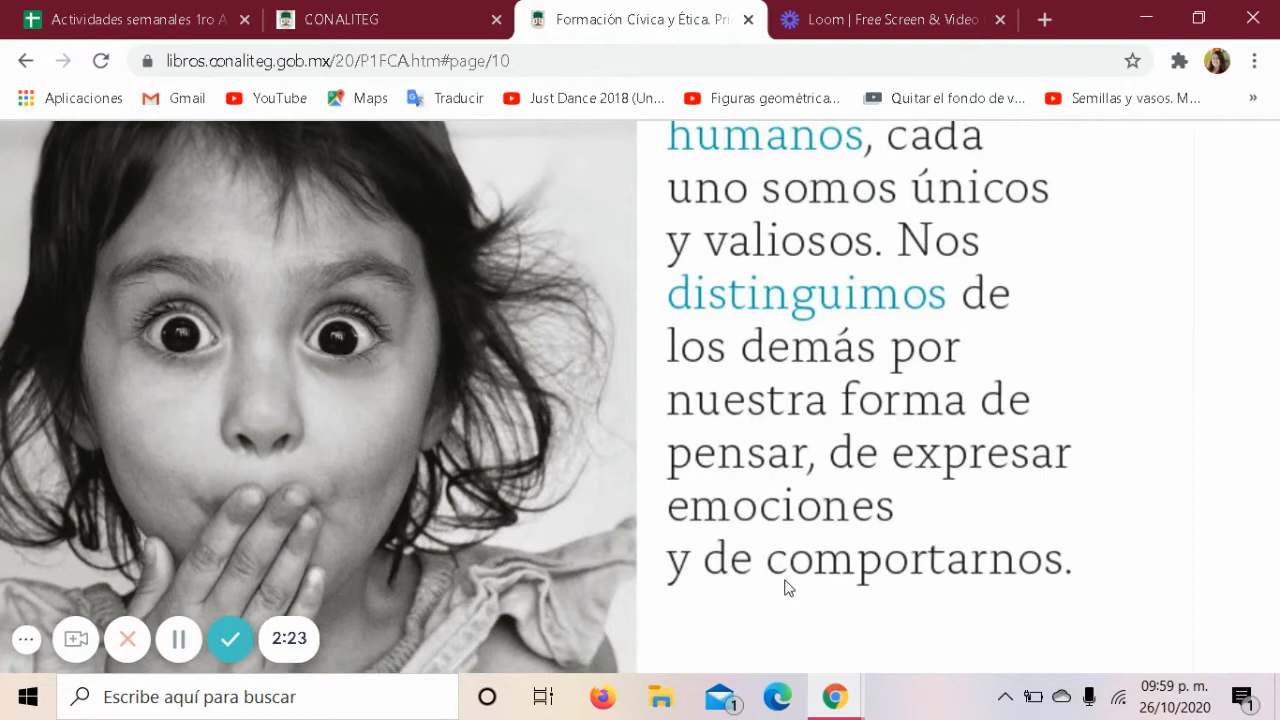 Actividades semanales 1ro A
CONALITEG
Formación Cívica y Ética. Pri
Loom | Free Screen & Video
libros.conaliteg.gob.mx/20/P1FCA.htm#page/10
Aplicaciones
Gmail
YouTube
Maps
Traducir
Just Dance 2018 (Un...
Figuras geométrica...
Quitar el fondo de v...
Semillas y vasos. M...
»
humanos, cada
uno somos únicos
y valiosos. Nos
distinguimos de
los demás por
nuestra forma de
pensar, de expresar
emociones
y de comportarnos.
2:23
Escribe aquí para buscar
1
09:59 p. m.
26/10/2020
1